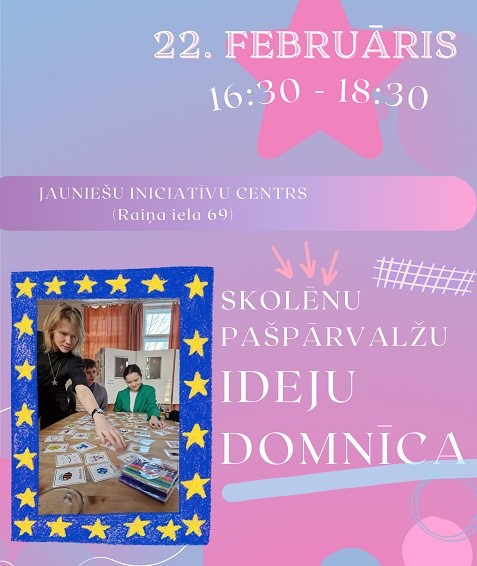 22. FEBRUĀRIS
16:30 - 18:30
JAUNIEŠU INICIATĪVU CENTRS
(Raiņa iela 69)
SKOLĒNU
PAŠPĀRVALŽU
IDEJU
DOMNĪCA